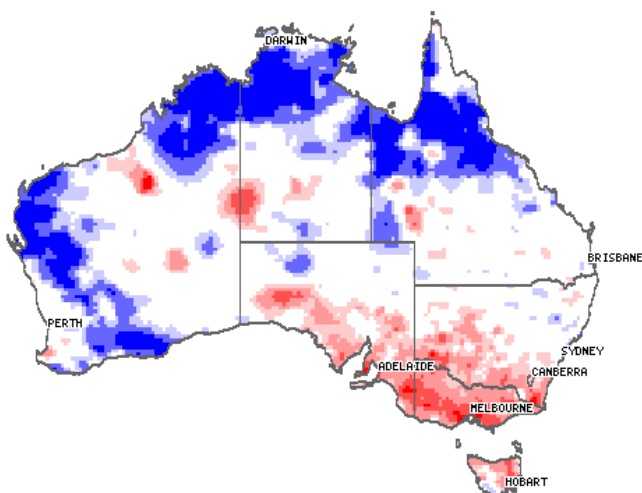 DARWIN
BRISBANE
PERTH
SYDNEY
ADELAIDE
CANBERRA
MELBOURNE
HOBART